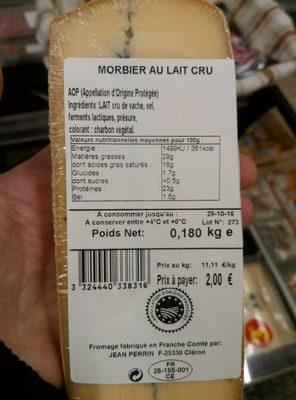 MORBIER AU LAIT CRU
AOP (Appellation d'Origine Protégée)
Ingrédients :LAIT cru de vache, sel,
ferments lactiques, présure,
colorant : charbon végétal.
Valeurs nutritionnelles moyennes pour 100g :
Energie 1499KJ / 361kcal
Matières grasses 29g
dont acides gras saturés 18g
Glucides 1.7g
dont sucres <0.5g
Protéines 23g
Sel 1.5g
A consommer jusqu'au : 29-10-16
A conserver entre +4°C et +6°C Lot N°: 273
Poids Net: 0,180 kg e
Prix au kg: 11,11 €/kg
Prix à payer: 2,00 €
3 324440 338316
APPELLATION D'ORIGINE PROTÉGÉE
Fromage fabriqué en Franche Comté par:
JEAN PERRIN F-25330 Cléron
FR
25-155-001
CE